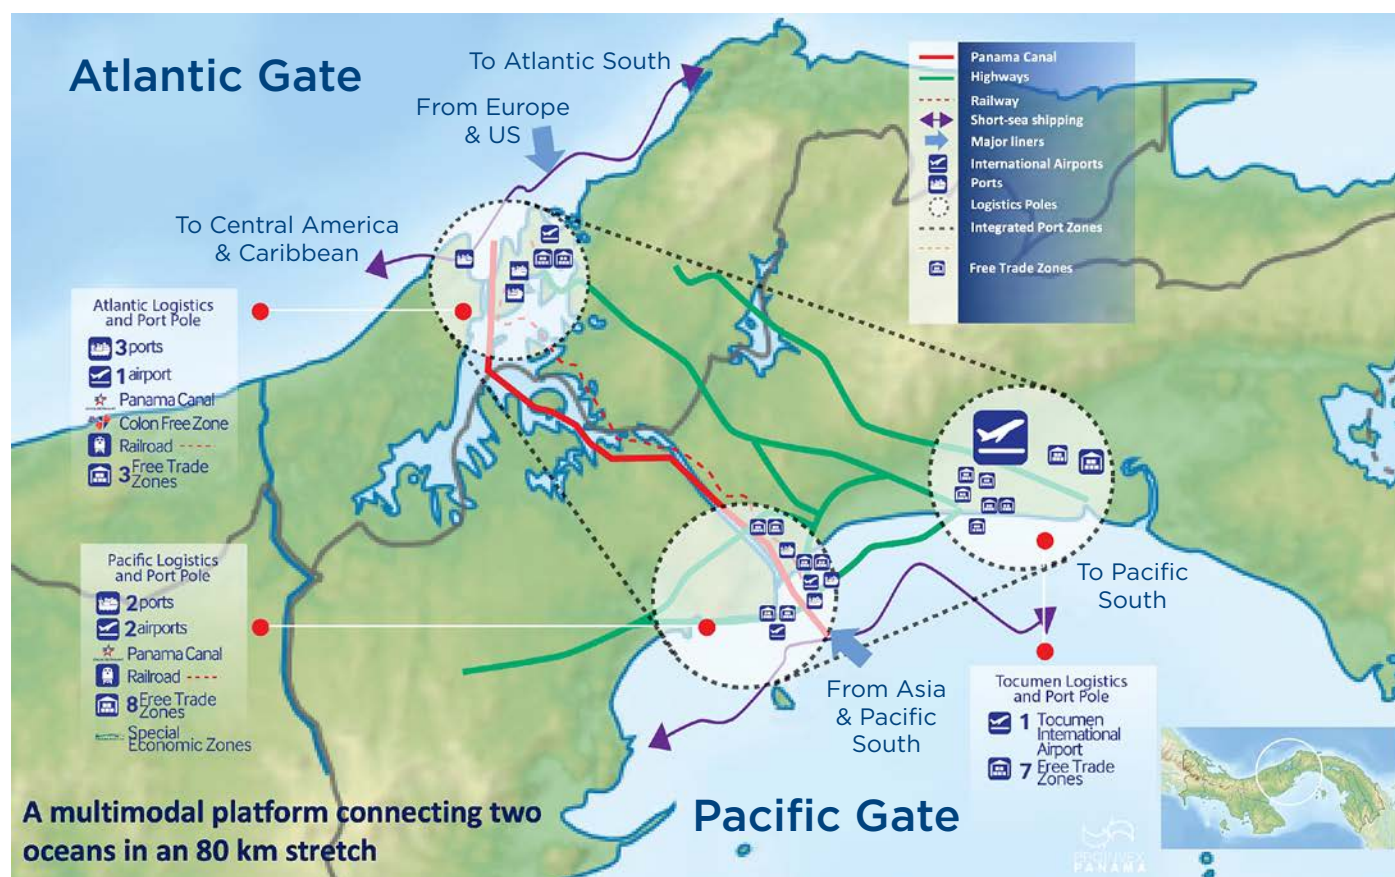 Atlantic Gate
To Atlantic South
From Europe
& US
To Central America
& Caribbean
Panama Canal
Highways
Railway
Short-sea shipping
Major liners
International Airports
Ports
Logistics Poles
Integrated Port Zones
Free Trade Zones
Atlantic Logistics
and Port Pole
3 ports
1 airport
Panama Canal
Colon Free Zone
Railroad
3 Free Trade
Zones
Pacific Logistics
and Port Pole
2 ports
2 airports
Panama Canal
Railroad
8 Free Trade
Zones
Special
Economic Zones
To Pacific
South
From Asia
& Pacific
South
Tocumen Logistics
and Port Pole
1 Tocumen
International
Airport
7 Free Trade
Zones
A multimodal platform connecting two
oceans in an 80 km stretch
Pacific Gate
PROINVEX
PANAMA